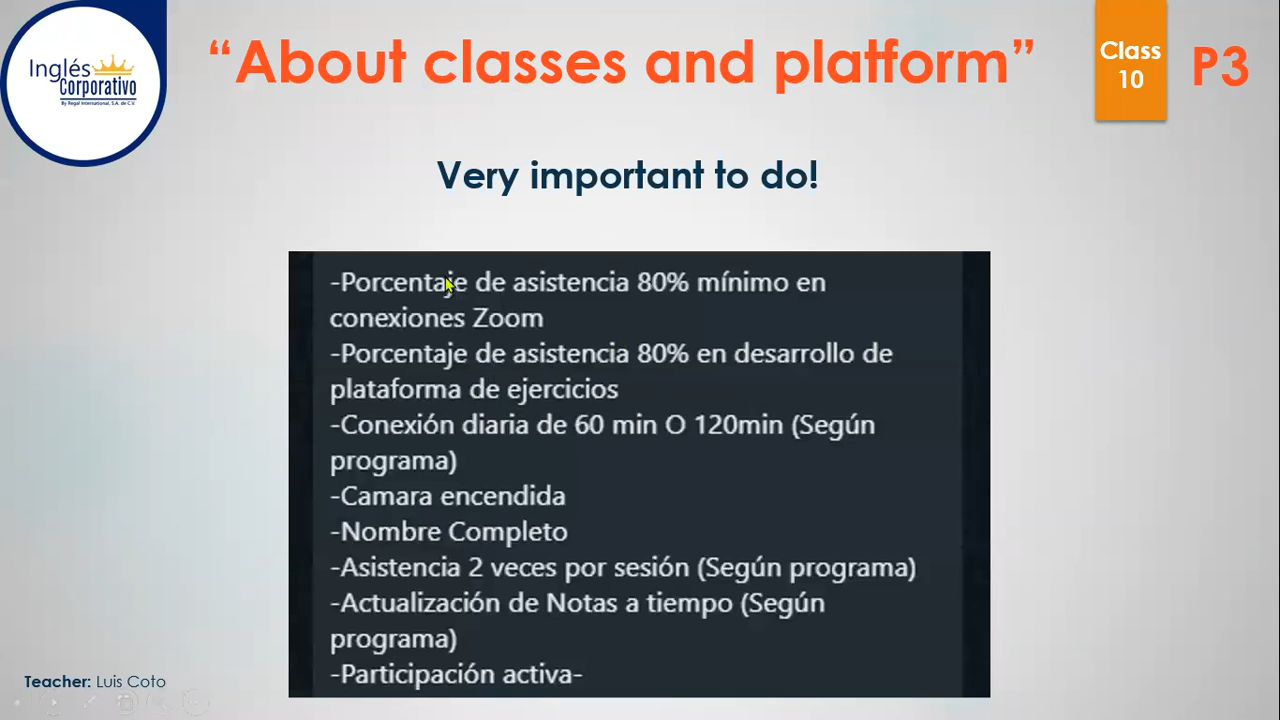 Inglés
Corporativo
By Regal International, S.A. de C.V.
“About classes and platform”
Class
10
P3
Very important to do!
-Porcentaje de asistencia 80% mínimo en
conexiones Zoom
-Porcentaje de asistencia 80% en desarrollo de
plataforma de ejercicios
-Conexión diaria de 60 min O 120min (Según
programa)
-Camara encendida
-Nombre Completo
-Asistencia 2 veces por sesión (Según programa)
-Actualización de Notas a tiempo (Según
programa)
-Participación activa-
Teacher: Luis Coto